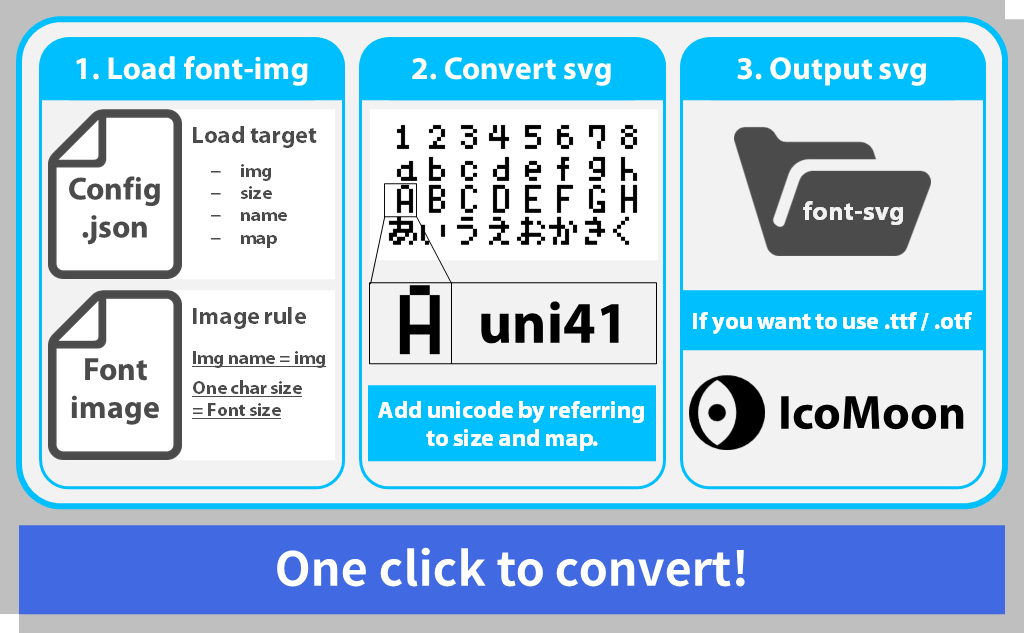 1. Load font-img
Config
.json
Load target
– img
– size
– name
– map
Font
image
Image rule
Img name = img
One char size
= Font size
2. Convert svg
1 2 3 4 5 6 7 8
a b c d e f g h
A B C D E F G H
あ い う え お か き く
A uni41
Add unicode by referring
to size and map.
3. Output svg
font-svg
If you want to use .ttf / .otf
IcoMoon
One click to convert!